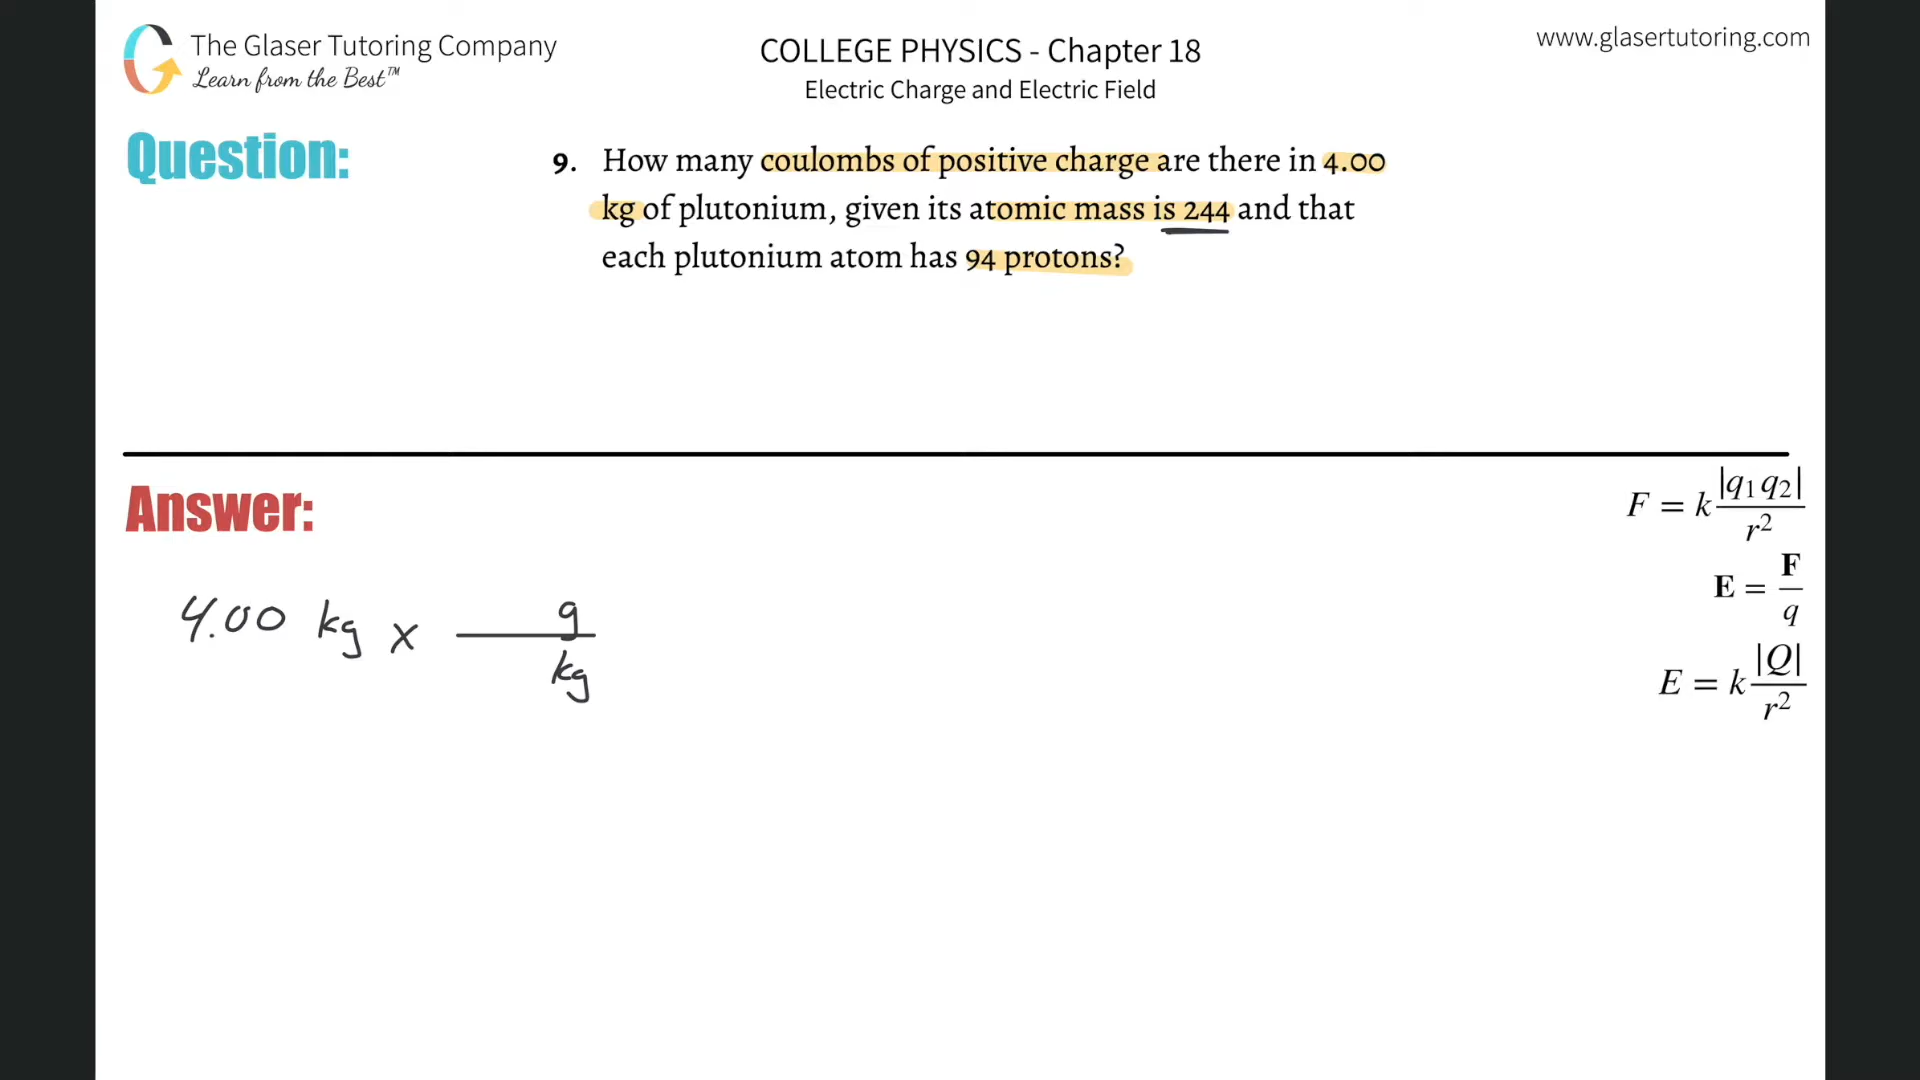 The Glaser Tutoring Company
Learn from the Best™
COLLEGE PHYSICS - Chapter 18
Electric Charge and Electric Field
www.glasertutoring.com
Question:
9. How many coulombs of positive charge are there in 4.00
kg of plutonium, given its atomic mass is 244 and that
each plutonium atom has 94 protons?
Answer:
F = k |q₁q₂| / r²
E = F / q
E = k |Q| / r²
4.00 kg x g / kg